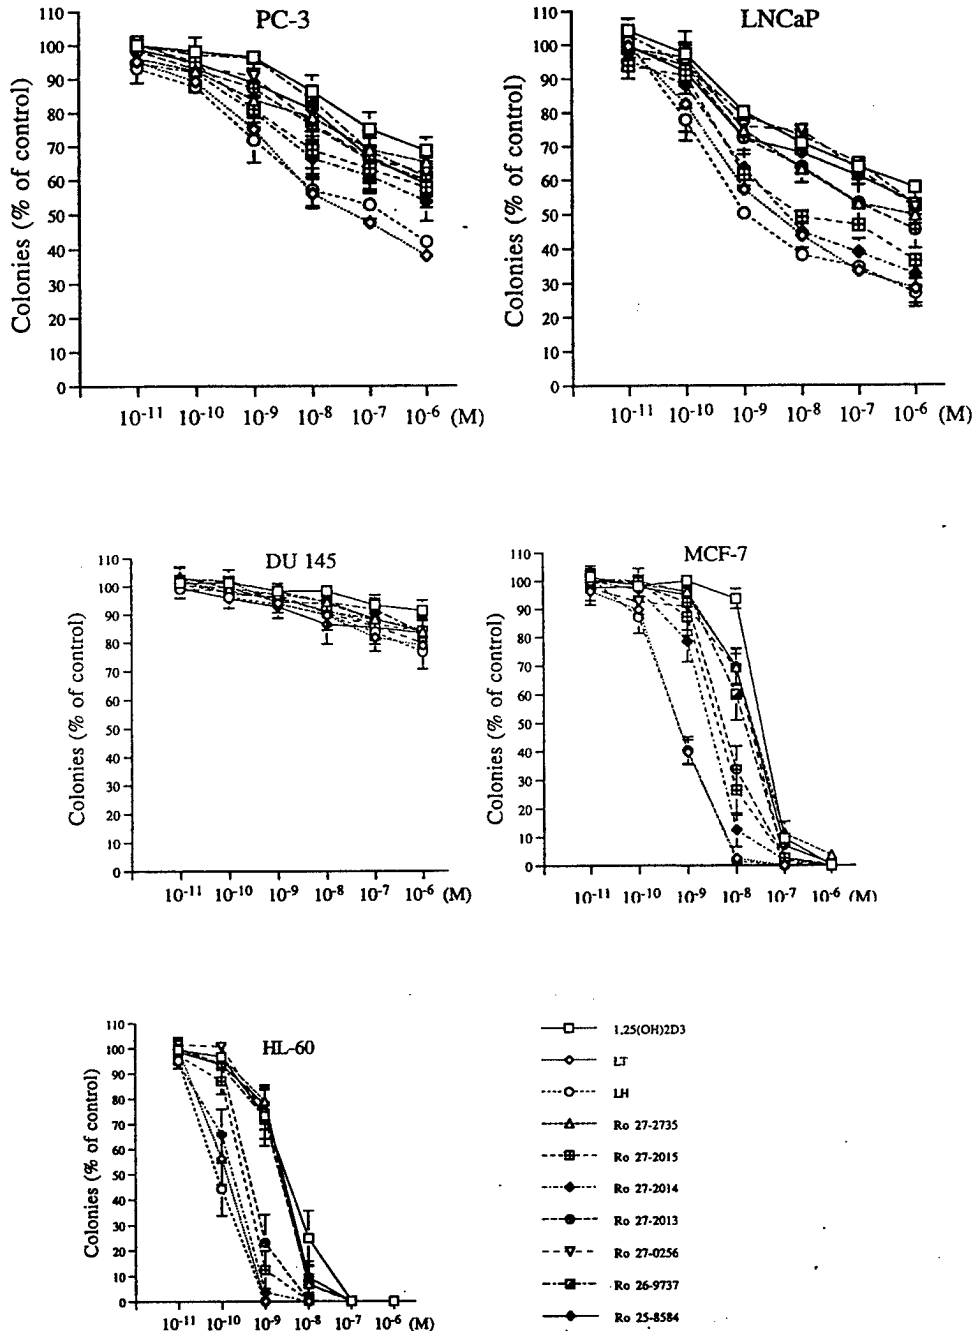 PC-3
Colonies (% of control)
110
100
90
80
70
60
50
40
30
20
10
0
10-11 10-10 10-9 10-8 10-7 10-6 (M)
LNCaP
Colonies (% of control)
110
100
90
80
70
60
50
40
30
20
10
0
10-11 10-10 10-9 10-8 10-7 10-6 (M)
DU 145
Colonies (% of control)
110
100
90
80
70
60
50
40
30
20
10
0
10-11 10-10 10-9 10-8 10-7 10-6 (M)
MCF-7
Colonies (% of control)
110
100
90
80
70
60
50
40
30
20
10
0
10-11 10-10 10-9 10-8 10-7 10-6 (M)
HL-60
Colonies (% of control)
110
100
90
80
70
60
50
40
30
20
10
0
10-11 10-10 10-9 10-8 10-7 10-6 (M)
1,25(OH)2D3
LT
LH
Ro 27-2735
Ro 27-2015
Ro 27-2014
Ro 27-2013
Ro 27-0256
Ro 26-9737
Ro 25-8584